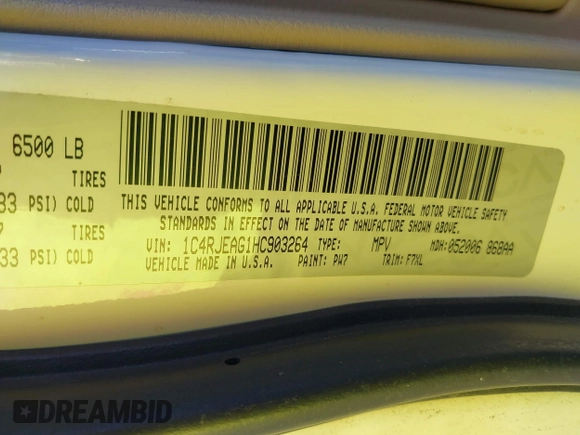 6500 LB
TIRES
33 PSI) COLD
7
TIRES
33 PSI) COLD
THIS VEHICLE CONFORMS TO ALL APPLICABLE U.S.A. FEDERAL MOTOR VEHICLE SAFETY
STANDARDS IN EFFECT ON THE DATE OF MANUFACTURE SHOWN ABOVE.
VIN: 1C4RJEAG1HC903264 TYPE: MPV MDH:052006 868AA
VEHICLE MADE IN U.S.A. PAINT: PW7 TRIM: F7XL
DREAMBID